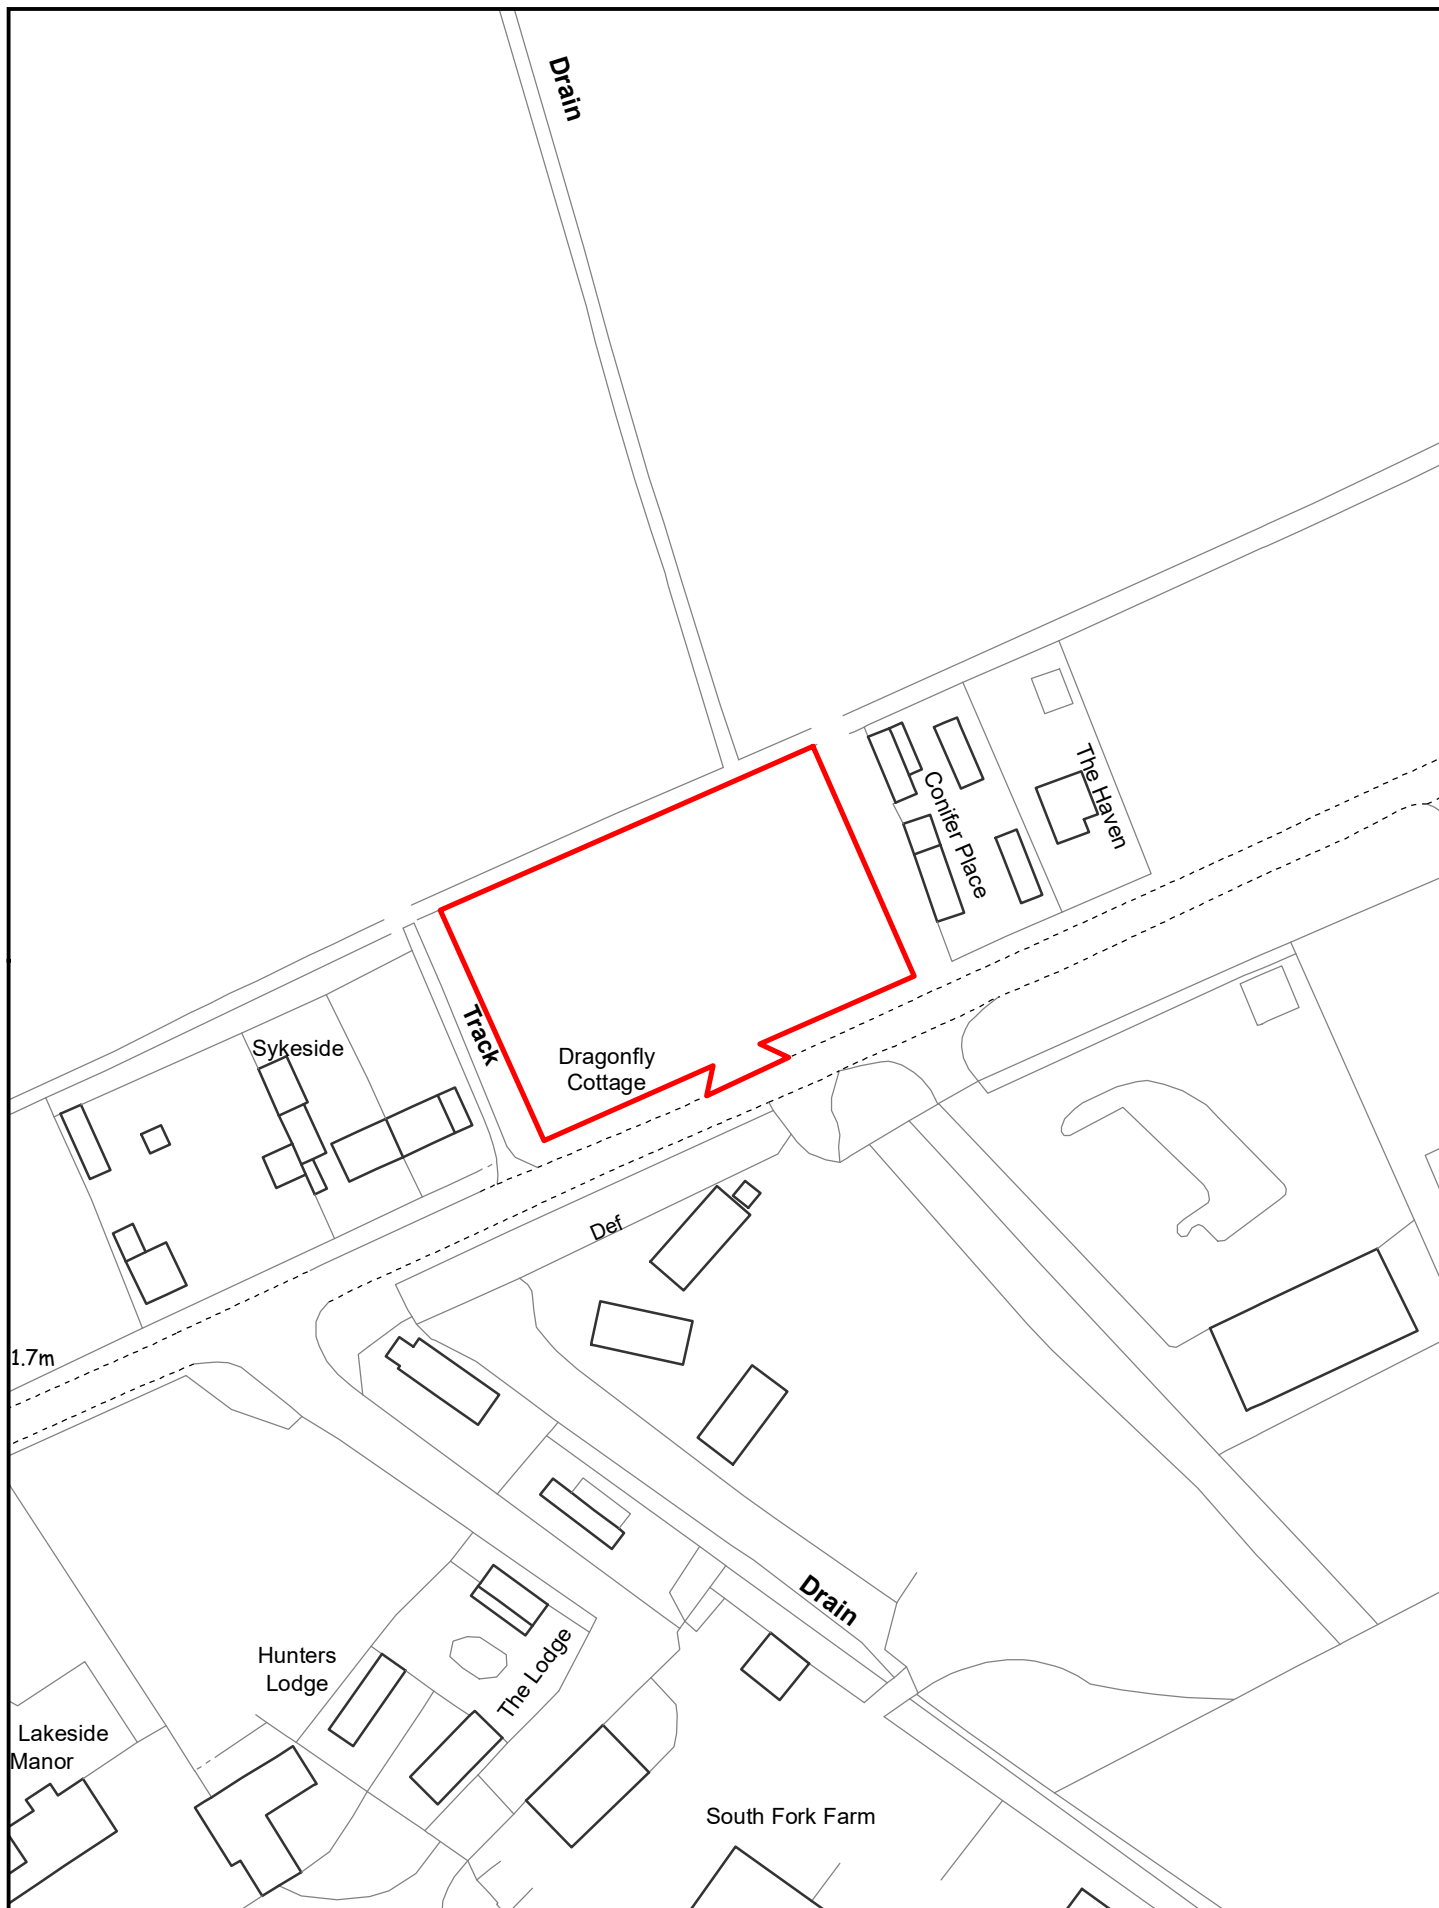 Drain
The Haven
Conifer Place
Track
Sykeside
Dragonfly
Cottage
Def
1.7m
Drain
Hunters
Lodge
The Lodge
Lakeside
Manor
South Fork Farm